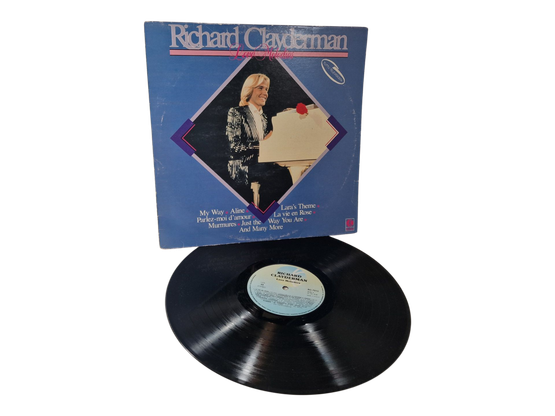 Richard Clayderman
My Way Aline Lara's Theme
Parlez-moi d'amour La vie en Rose
Murmures Just the Way You Are
And Many More
RICHARD
CLAYDERMAN